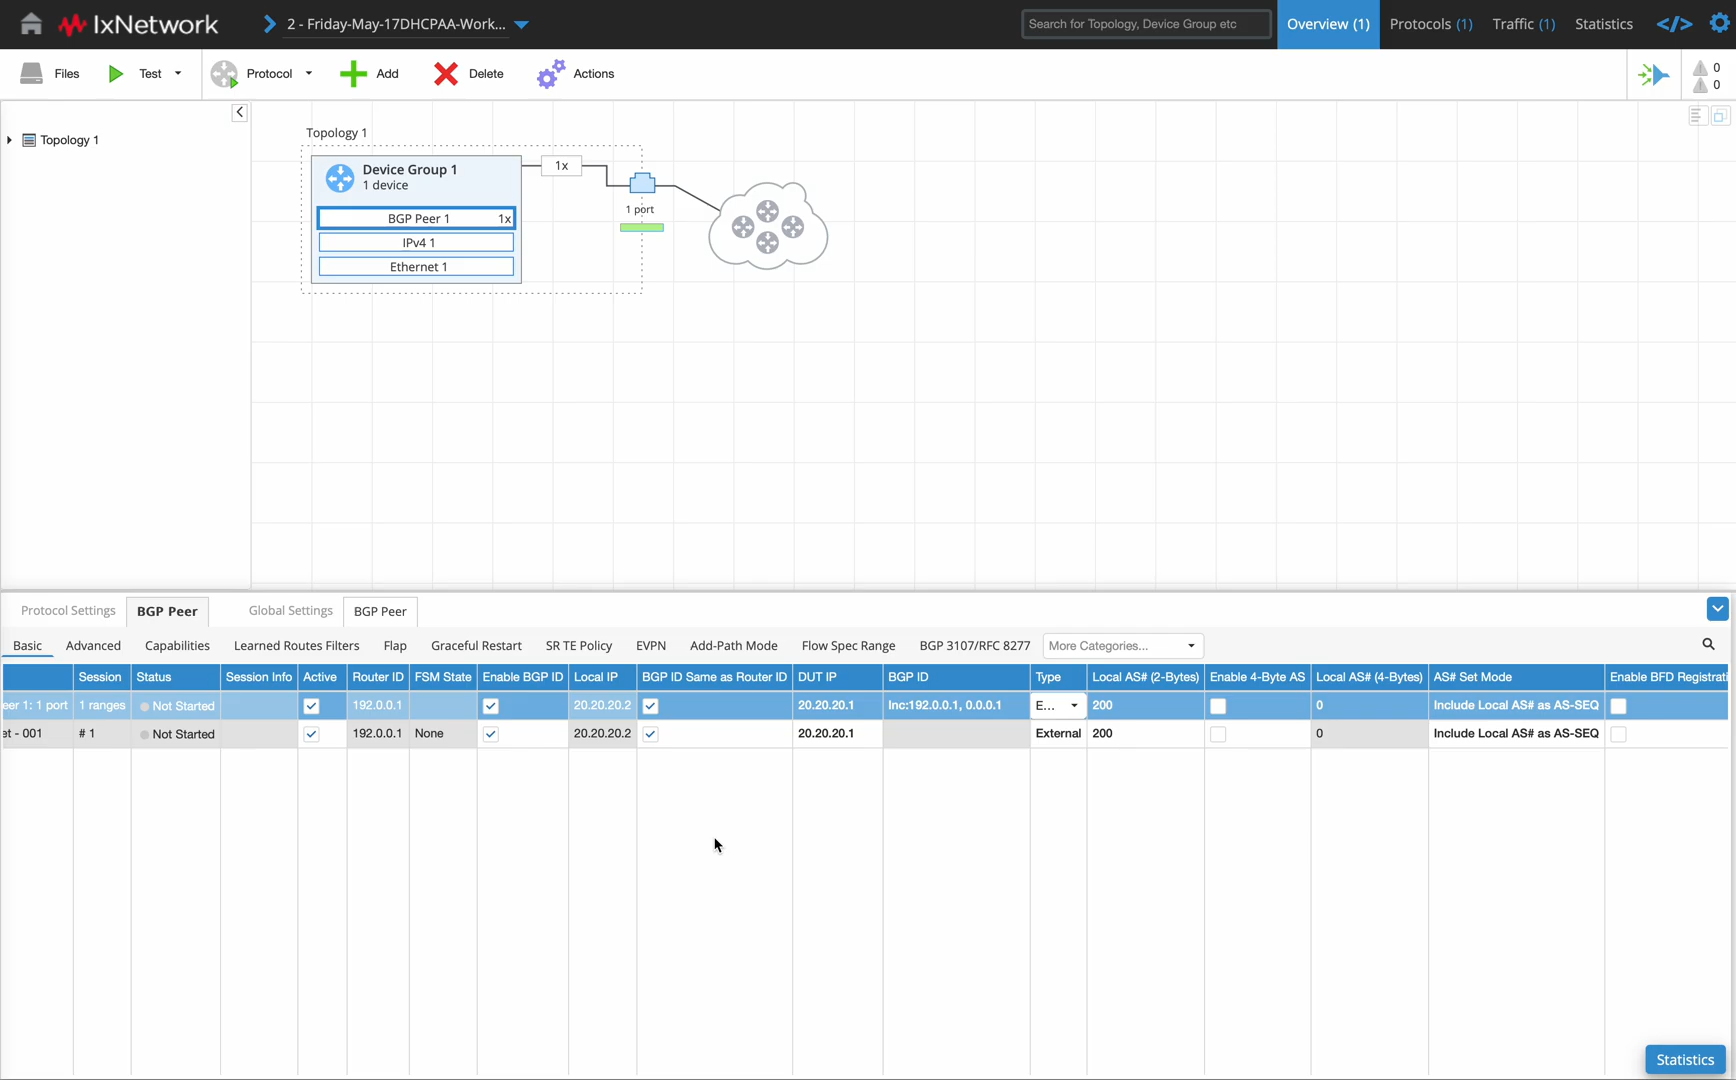 IxNetwork
2 - Friday-May-17DHCPAA-Work...
Search for Topology, Device Group etc
Overview (1)
Protocols (1)
Traffic (1)
Statistics
</>
Files
Test
Protocol
Add
Delete
Actions
0
0
Topology 1
Topology 1
Device Group 1
1 device
1x
BGP Peer 1 1x
IPv4 1
Ethernet 1
1 port
Protocol Settings BGP Peer Global Settings BGP Peer
Basic Advanced Capabilities Learned Routes Filters Flap Graceful Restart SR TE Policy EVPN Add-Path Mode Flow Spec Range BGP 3107/RFC 8277 More Categories...
Session Status Session Info Active Router ID FSM State Enable BGP ID Local IP BGP ID Same as Router ID DUT IP BGP ID Type Local AS# (2-Bytes) Enable 4-Byte AS Local AS# (4-Bytes) AS# Set Mode Enable BFD Registrati
eer 1: 1 port 1 ranges Not Started 192.0.0.1 20.20.20.2 20.20.20.1 Inc:192.0.0.1, 0.0.0.1 E... 200 0 Include Local AS# as AS-SEQ
et - 001 # 1 Not Started 192.0.0.1 None 20.20.20.2 20.20.20.1 External 200 0 Include Local AS# as AS-SEQ
Statistics